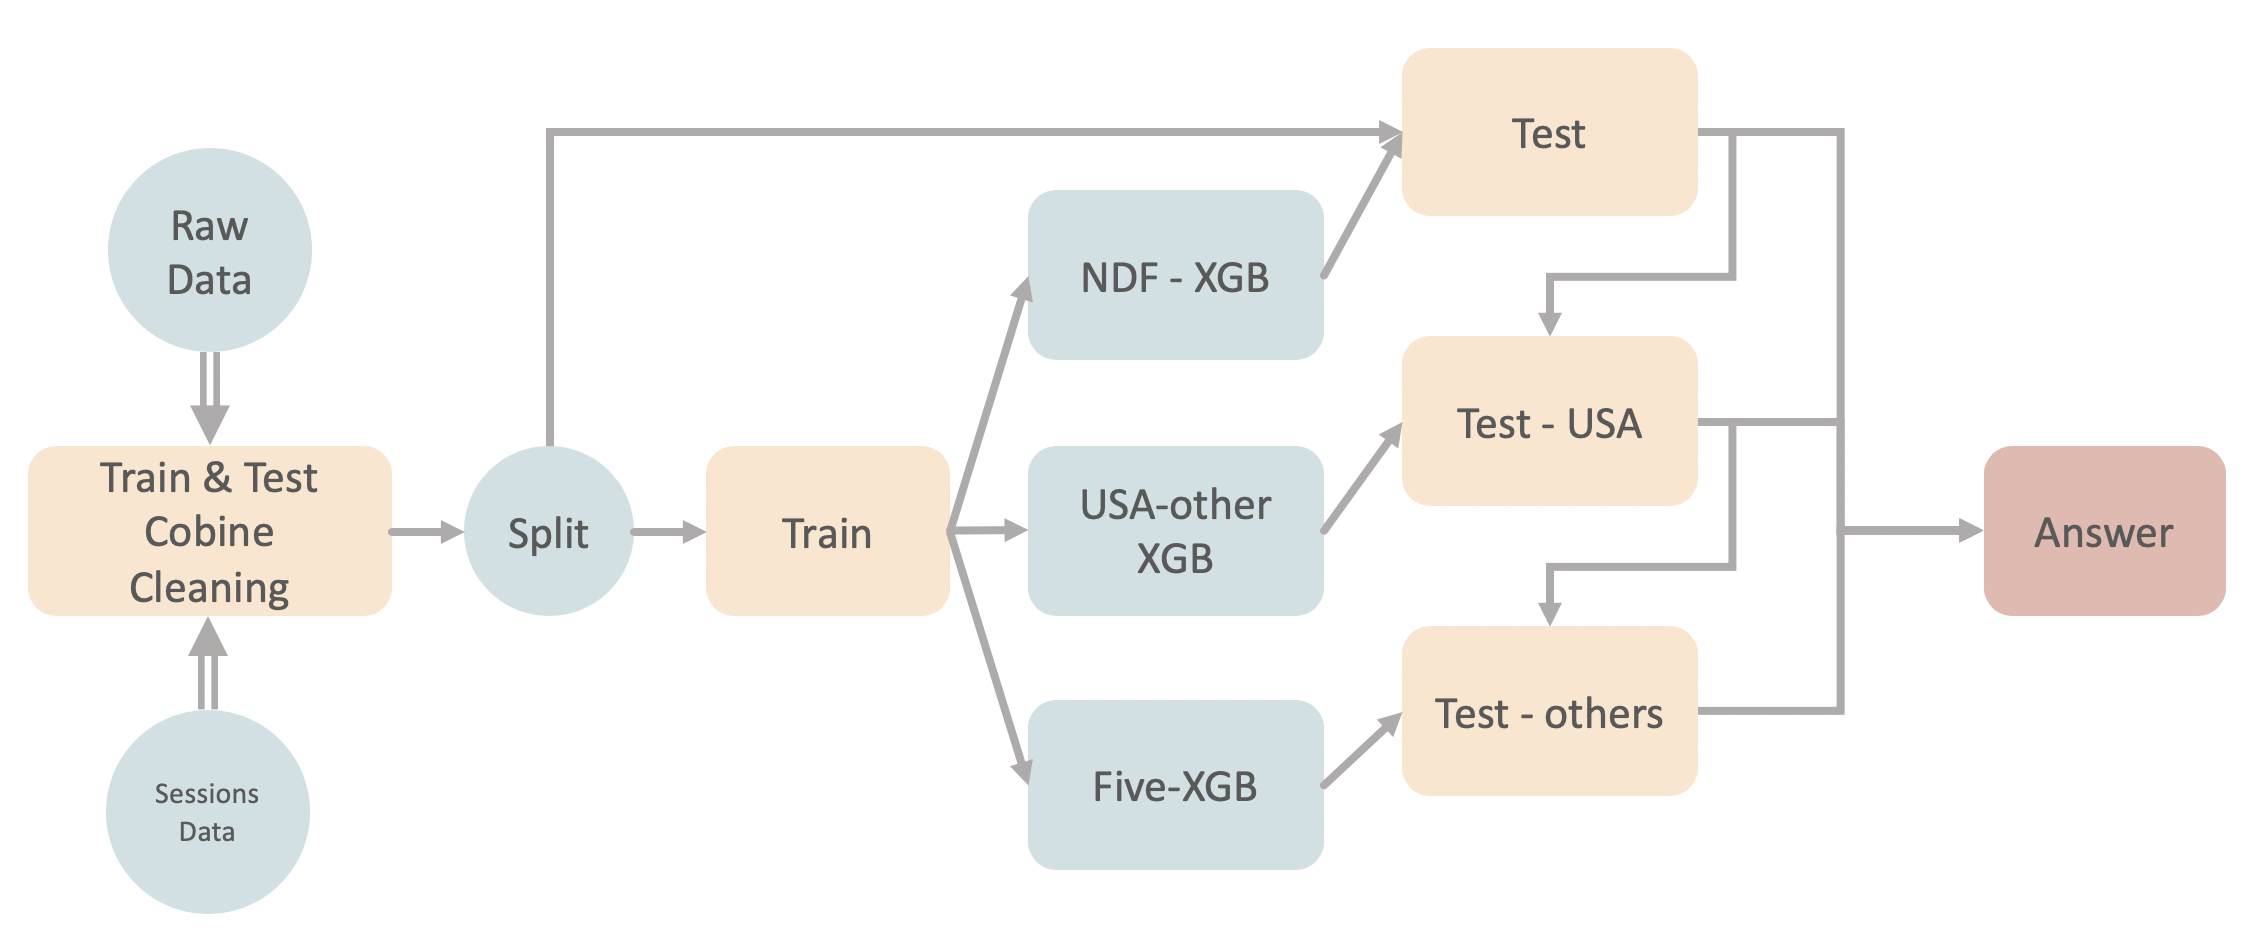 Raw
Data
Train & Test
Cobine
Cleaning
Sessions
Data
Split
Train
NDF - XGB
USA-other
XGB
Five-XGB
Test
Test - USA
Test - others
Answer